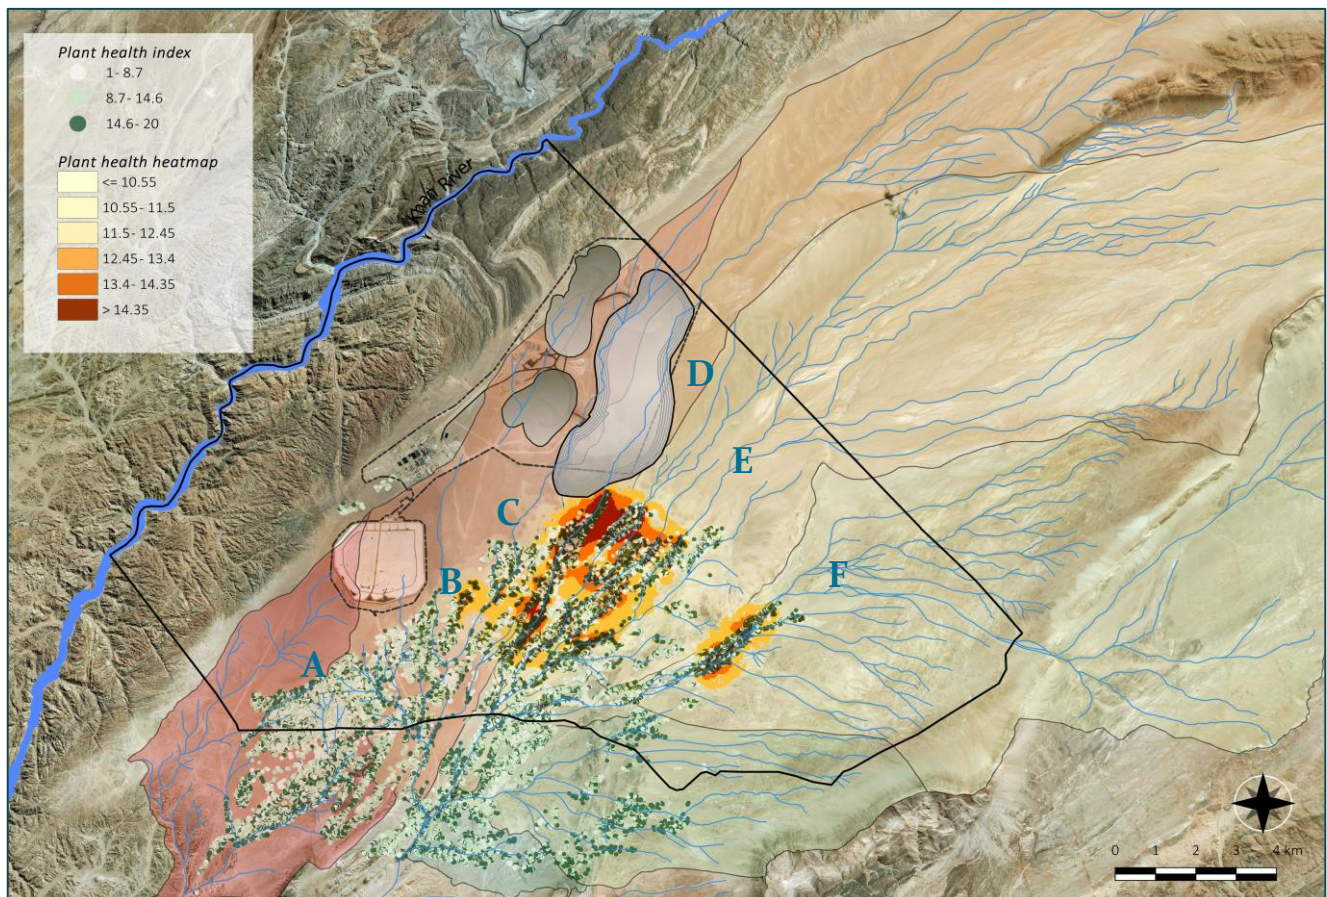 Plant health index
1- 8.7
8.7- 14.6
14.6- 20
Plant health heatmap
<= 10.55
10.55- 11.5
11.5- 12.45
12.45- 13.4
13.4- 14.35
> 14.35
Khan River
D
E
C
F
B
A
0 1 2 3 4 km